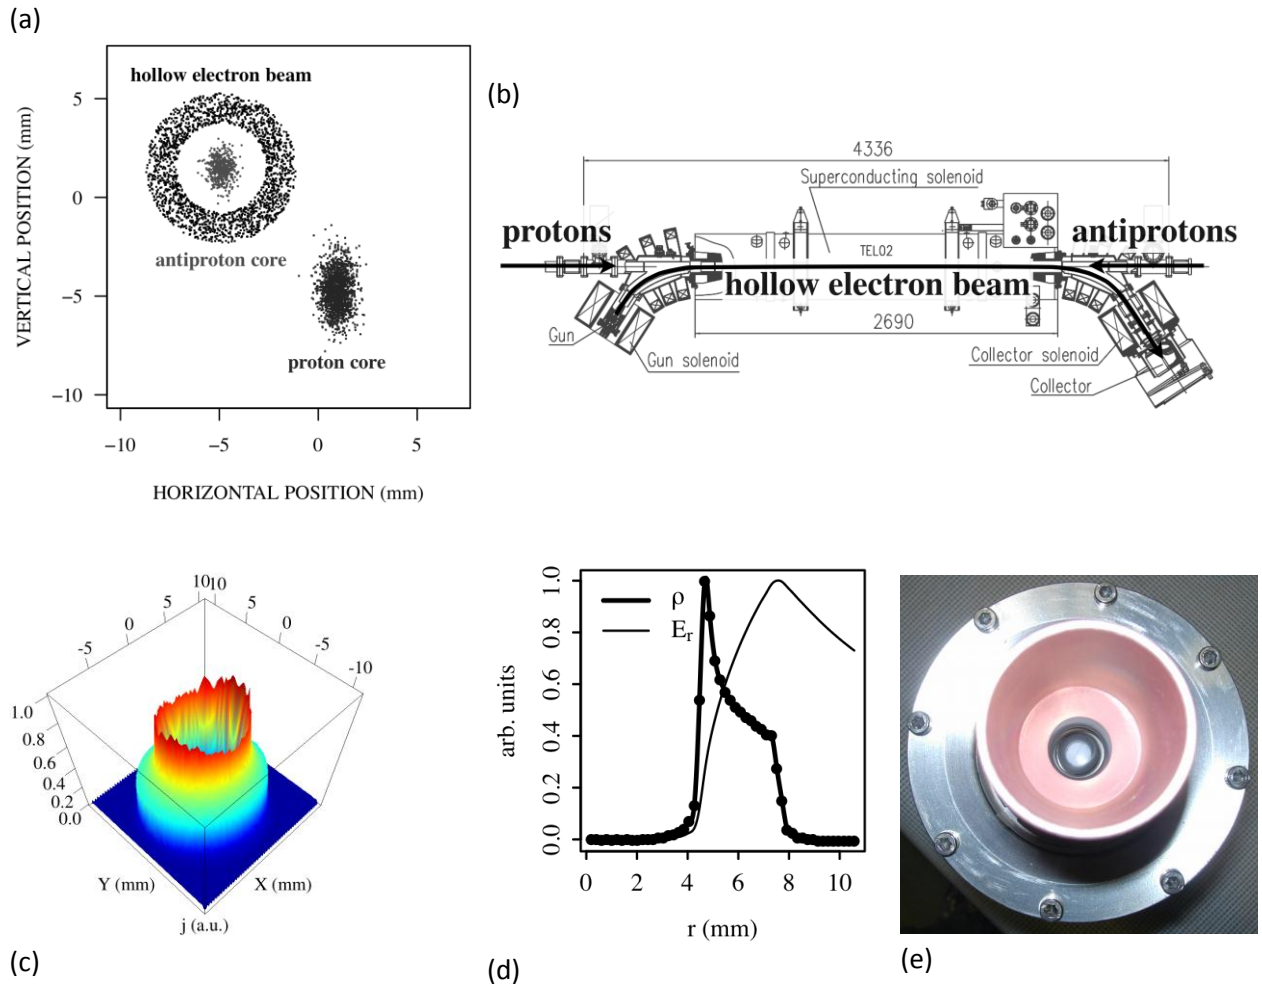 (a)
hollow electron beam
antiproton core
proton core
VERTICAL POSITION (mm)
5
0
−5
−10
−10
−5
0
5
HORIZONTAL POSITION (mm)
(b)
4336
Superconducting solenoid
protons
antiprotons
TEL02
hollow electron beam
Gun
2690
Gun solenoid
Collector solenoid
Collector
10
5
0
-5
10
5
0
-5
-10
1.0
0.8
0.6
0.4
0.2
0.0
Y (mm)
X (mm)
j (a.u.)
(c)
ρ
Er
arb. units
1.0
0.8
0.6
0.4
0.2
0.0
0
2
4
6
8
10
r (mm)
(d)
(e)